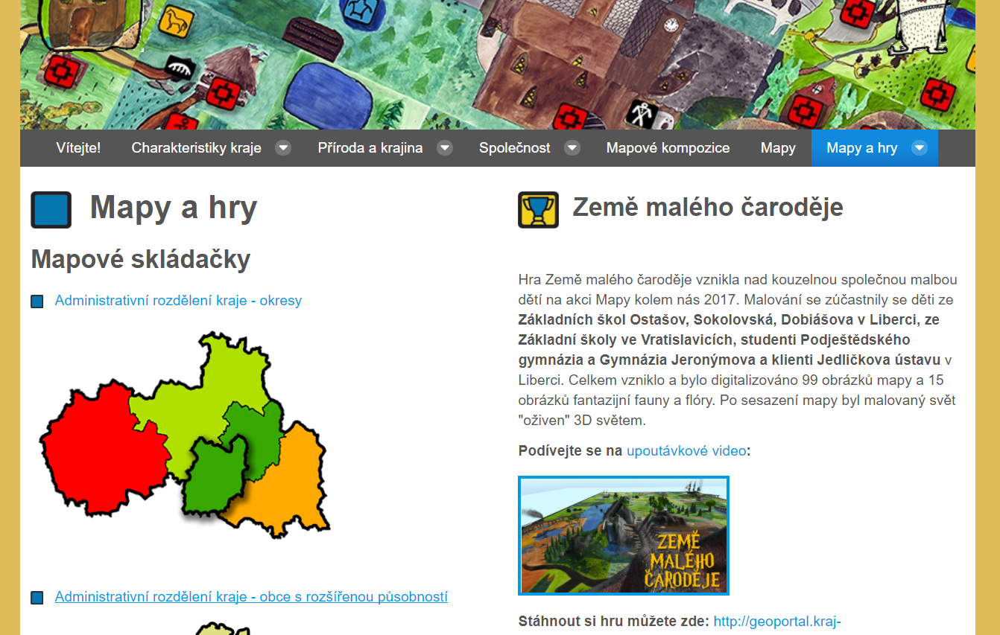 Vítejte!
Charakteristiky kraje
Příroda a krajina
Společnost
Mapové kompozice
Mapy
Mapy a hry
Mapy a hry
Mapové skládačky
Administrativní rozdělení kraje - okresy
Administrativní rozdělení kraje - obce s rozšířenou působností
Země malého čaroděje
Hra Země malého čaroděje vznikla nad kouzelnou společnou malbou
dětí na akci Mapy kolem nás 2017. Malování se zúčastnily se děti ze
Základních škol Ostašov, Sokolovská, Dobiášova v Liberci, ze
Základní školy ve Vratislavicích, studenti Podještědského
gymnázia a Gymnázia Jeronýmova a klienti Jedličkova ústavu v
Liberci. Celkem vzniklo a bylo digitalizováno 99 obrázků mapy a 15
obrázků fantazijní fauny a flóry. Po sesazení mapy byl malovaný svět
"oživen" 3D světem.
Podívejte se na upoutávkové video:
ZEMĚ
MALÉHO
ČARODĚJE
Stáhnout si hru můžete zde: http://geoportal.kraj-